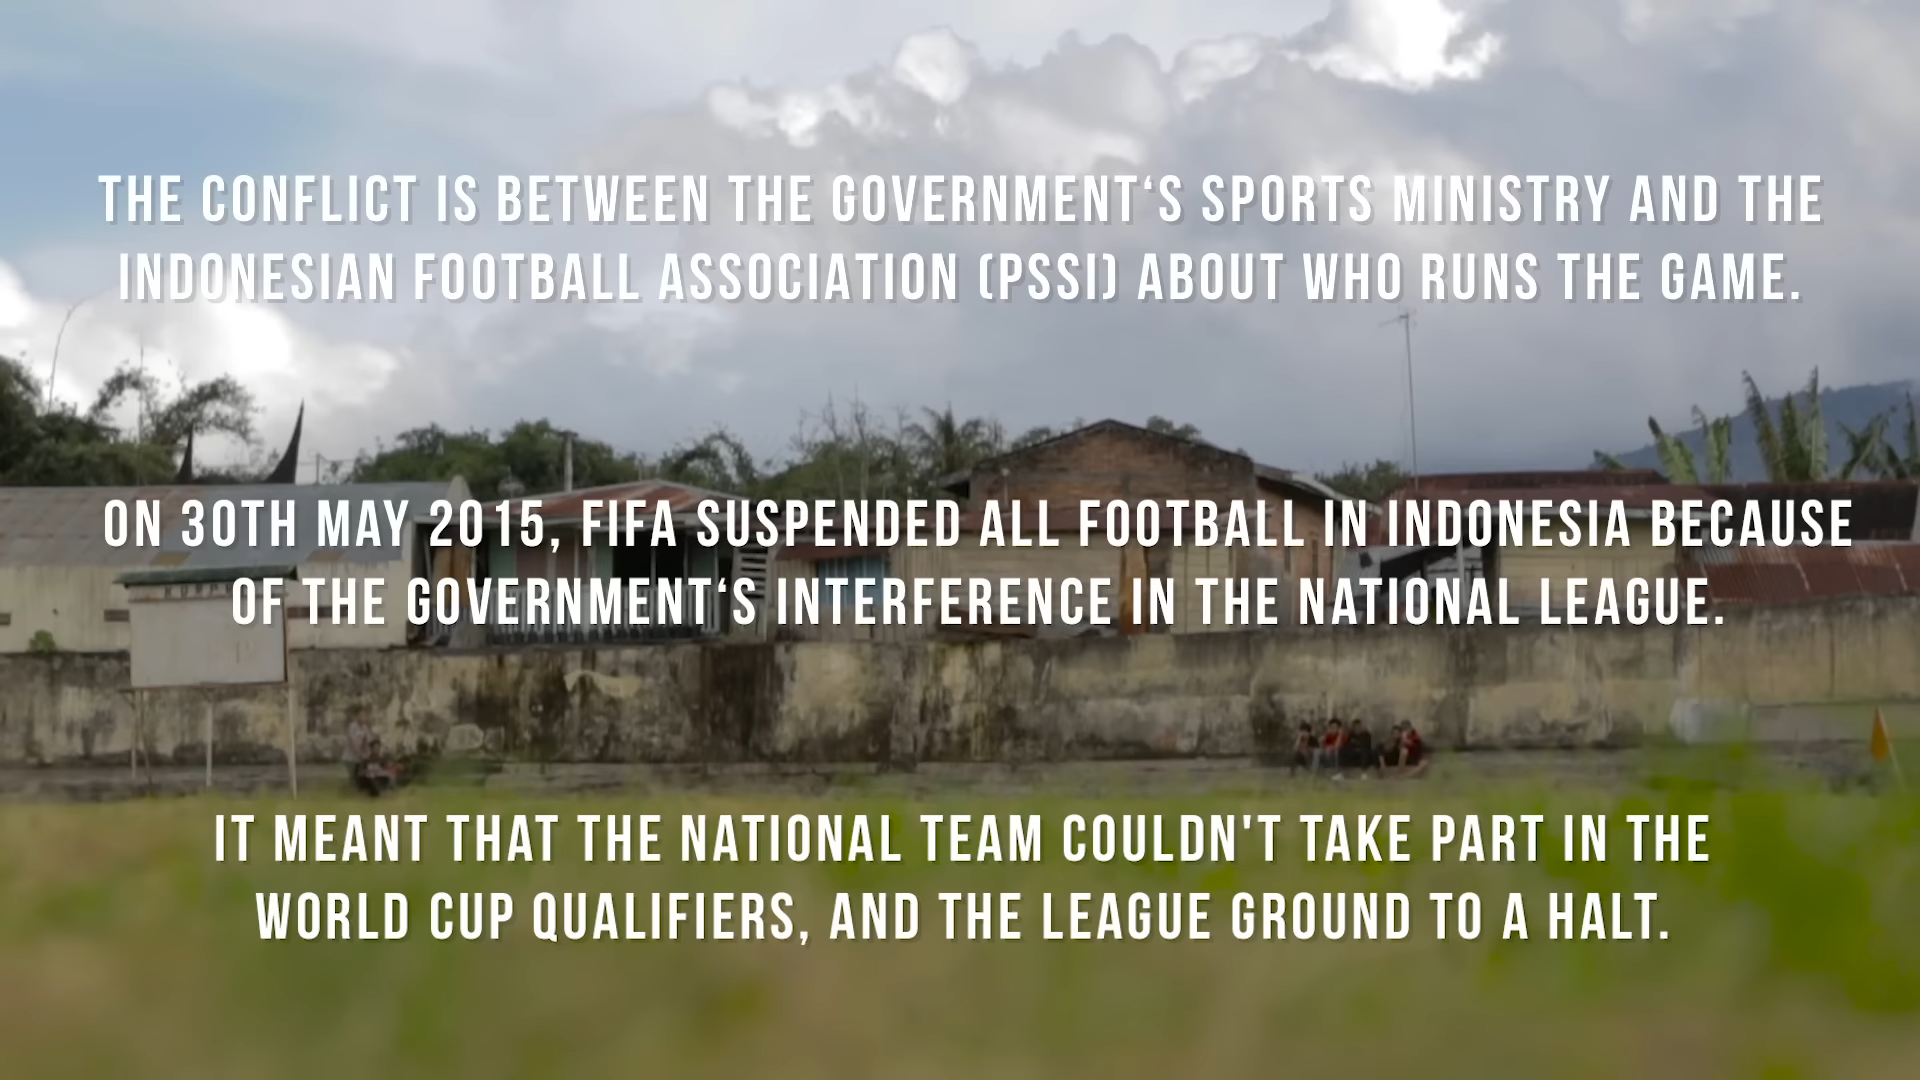 THE CONFLICT IS BETWEEN THE GOVERNMENT‘S SPORTS MINISTRY AND THE
INDONESIAN FOOTBALL ASSOCIATION (PSSI) ABOUT WHO RUNS THE GAME.
ON 30TH MAY 2015, FIFA SUSPENDED ALL FOOTBALL IN INDONESIA BECAUSE
OF THE GOVERNMENT‘S INTERFERENCE IN THE NATIONAL LEAGUE.
IT MEANT THAT THE NATIONAL TEAM COULDN'T TAKE PART IN THE
WORLD CUP QUALIFIERS, AND THE LEAGUE GROUND TO A HALT.